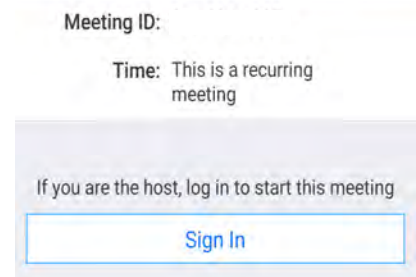 Meeting ID:
Time: This is a recurring
meeting
If you are the host, log in to start this meeting
Sign In